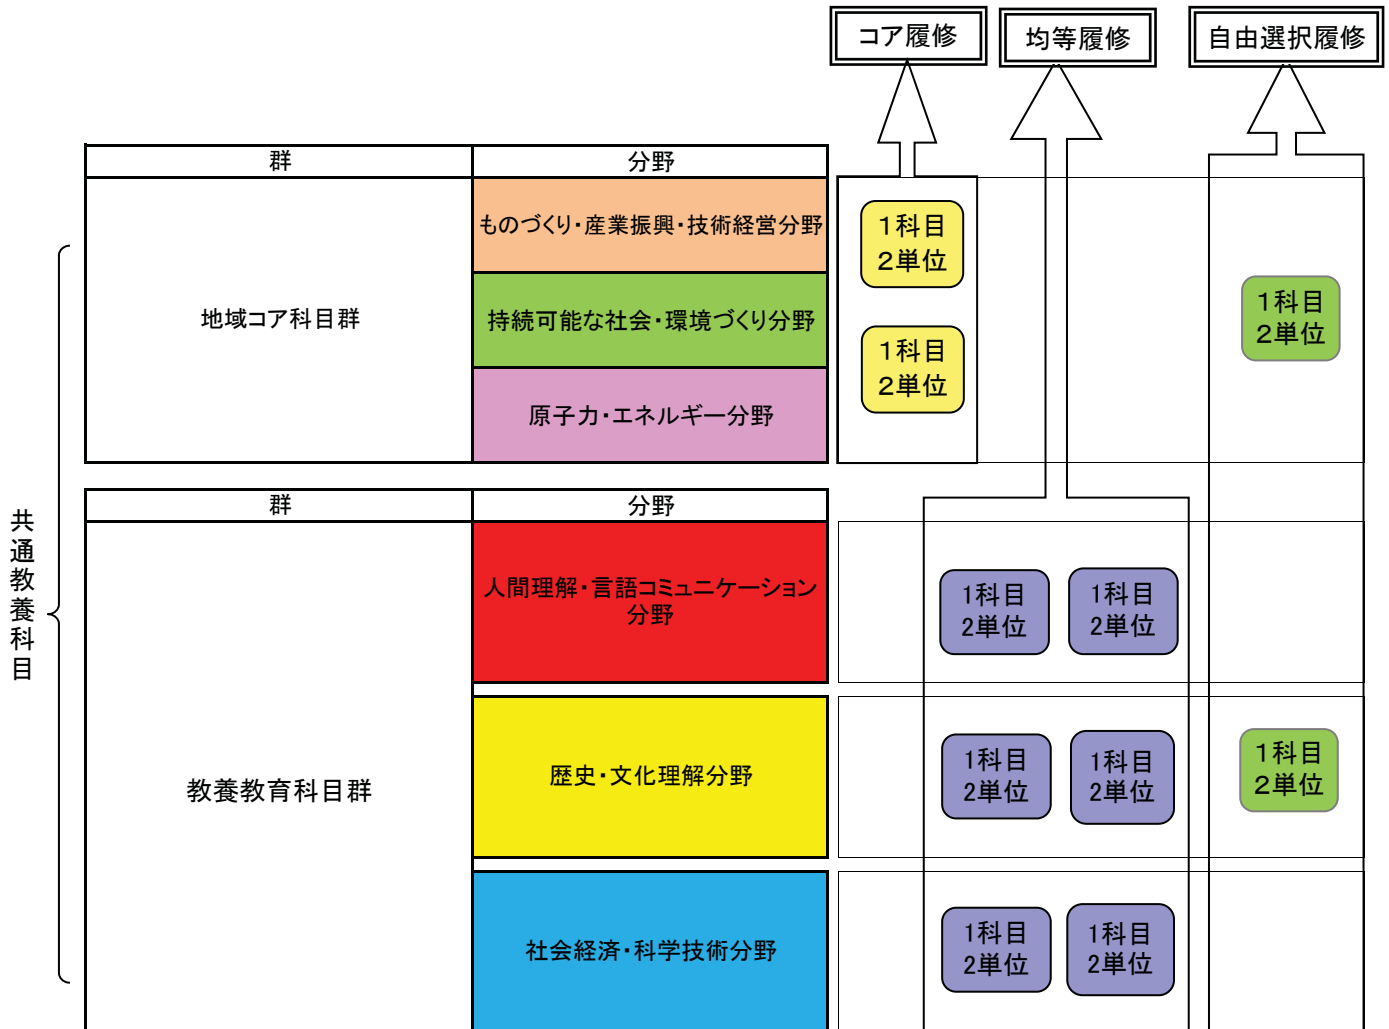 コア履修
均等履修
自由選択履修
群
分野
地域コア科目群
ものづくり・産業振興・技術経営分野
持続可能な社会・環境づくり分野
原子力・エネルギー分野
1科目
2単位
1科目
2単位
1科目
2単位
共通教養科目
群
分野
教養教育科目群
人間理解・言語コミュニケーション
分野
1科目
2単位
1科目
2単位
歴史・文化理解分野
1科目
2単位
1科目
2単位
1科目
2単位
社会経済・科学技術分野
1科目
2単位
1科目
2単位